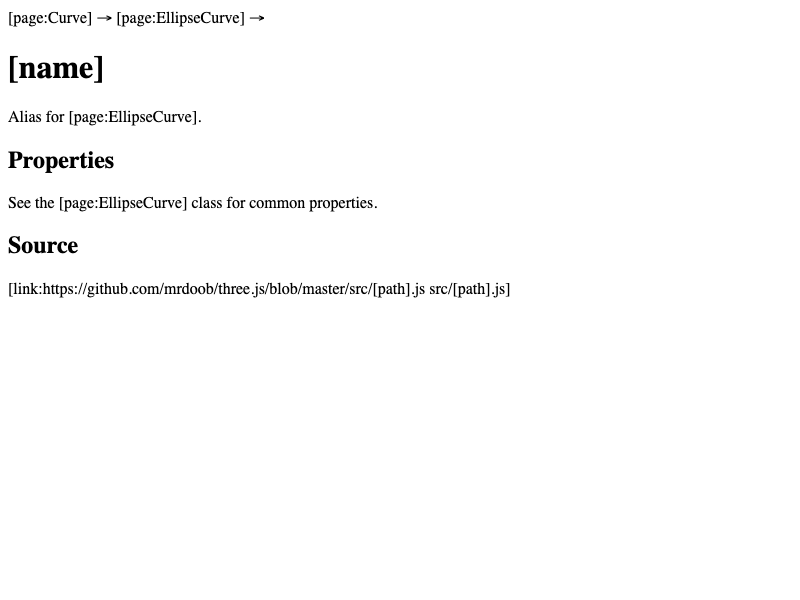 [page:Curve] → [page:EllipseCurve] →
[name]
Alias for [page:EllipseCurve].
Properties
See the [page:EllipseCurve] class for common properties.
Source
[link:https://github.com/mrdoob/three.js/blob/master/src/[path].js src/[path].js]